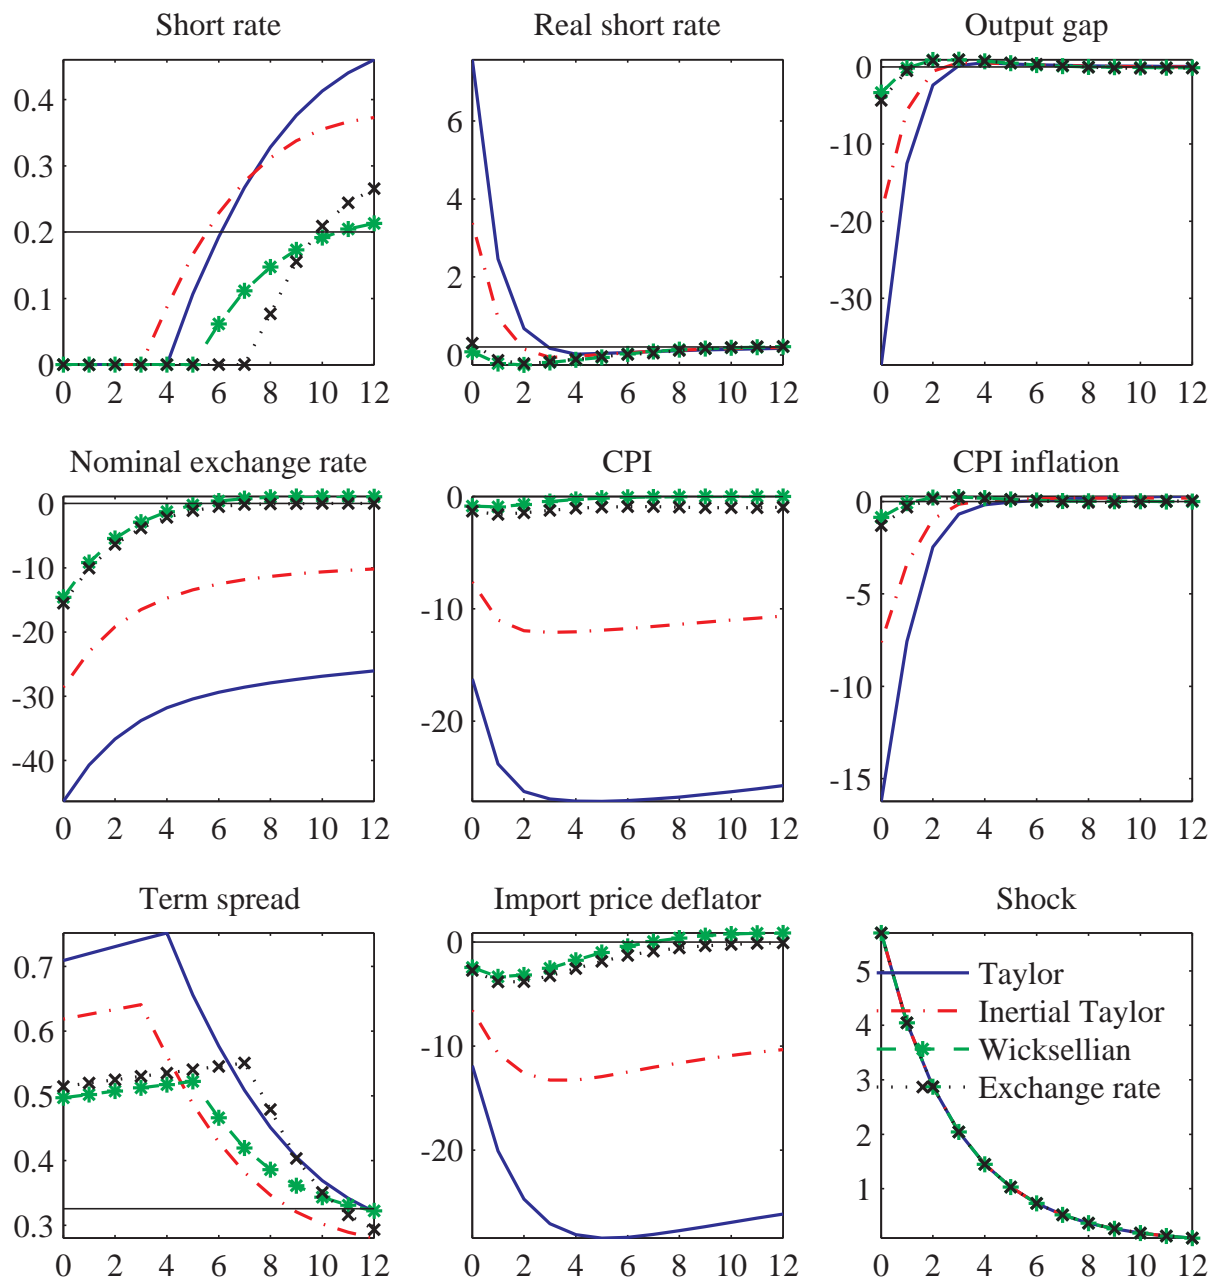 Short rate
Real short rate
Output gap
0.4
0.3
0.2
0.1
0
0 2 4 6 8 10 12
6
4
2
0
0 2 4 6 8 10 12
0
-10
-20
-30
0 2 4 6 8 10 12
Nominal exchange rate
CPI
CPI inflation
0
-10
-20
-30
-40
0 2 4 6 8 10 12
0
-10
-20
0 2 4 6 8 10 12
0
-5
-10
-15
0 2 4 6 8 10 12
Term spread
Import price deflator
Shock
0.7
0.6
0.5
0.4
0.3
0 2 4 6 8 10 12
0
-10
-20
0 2 4 6 8 10 12
5
4
3
2
1
0 2 4 6 8 10 12
Taylor
Inertial Taylor
Wicksellian
Exchange rate